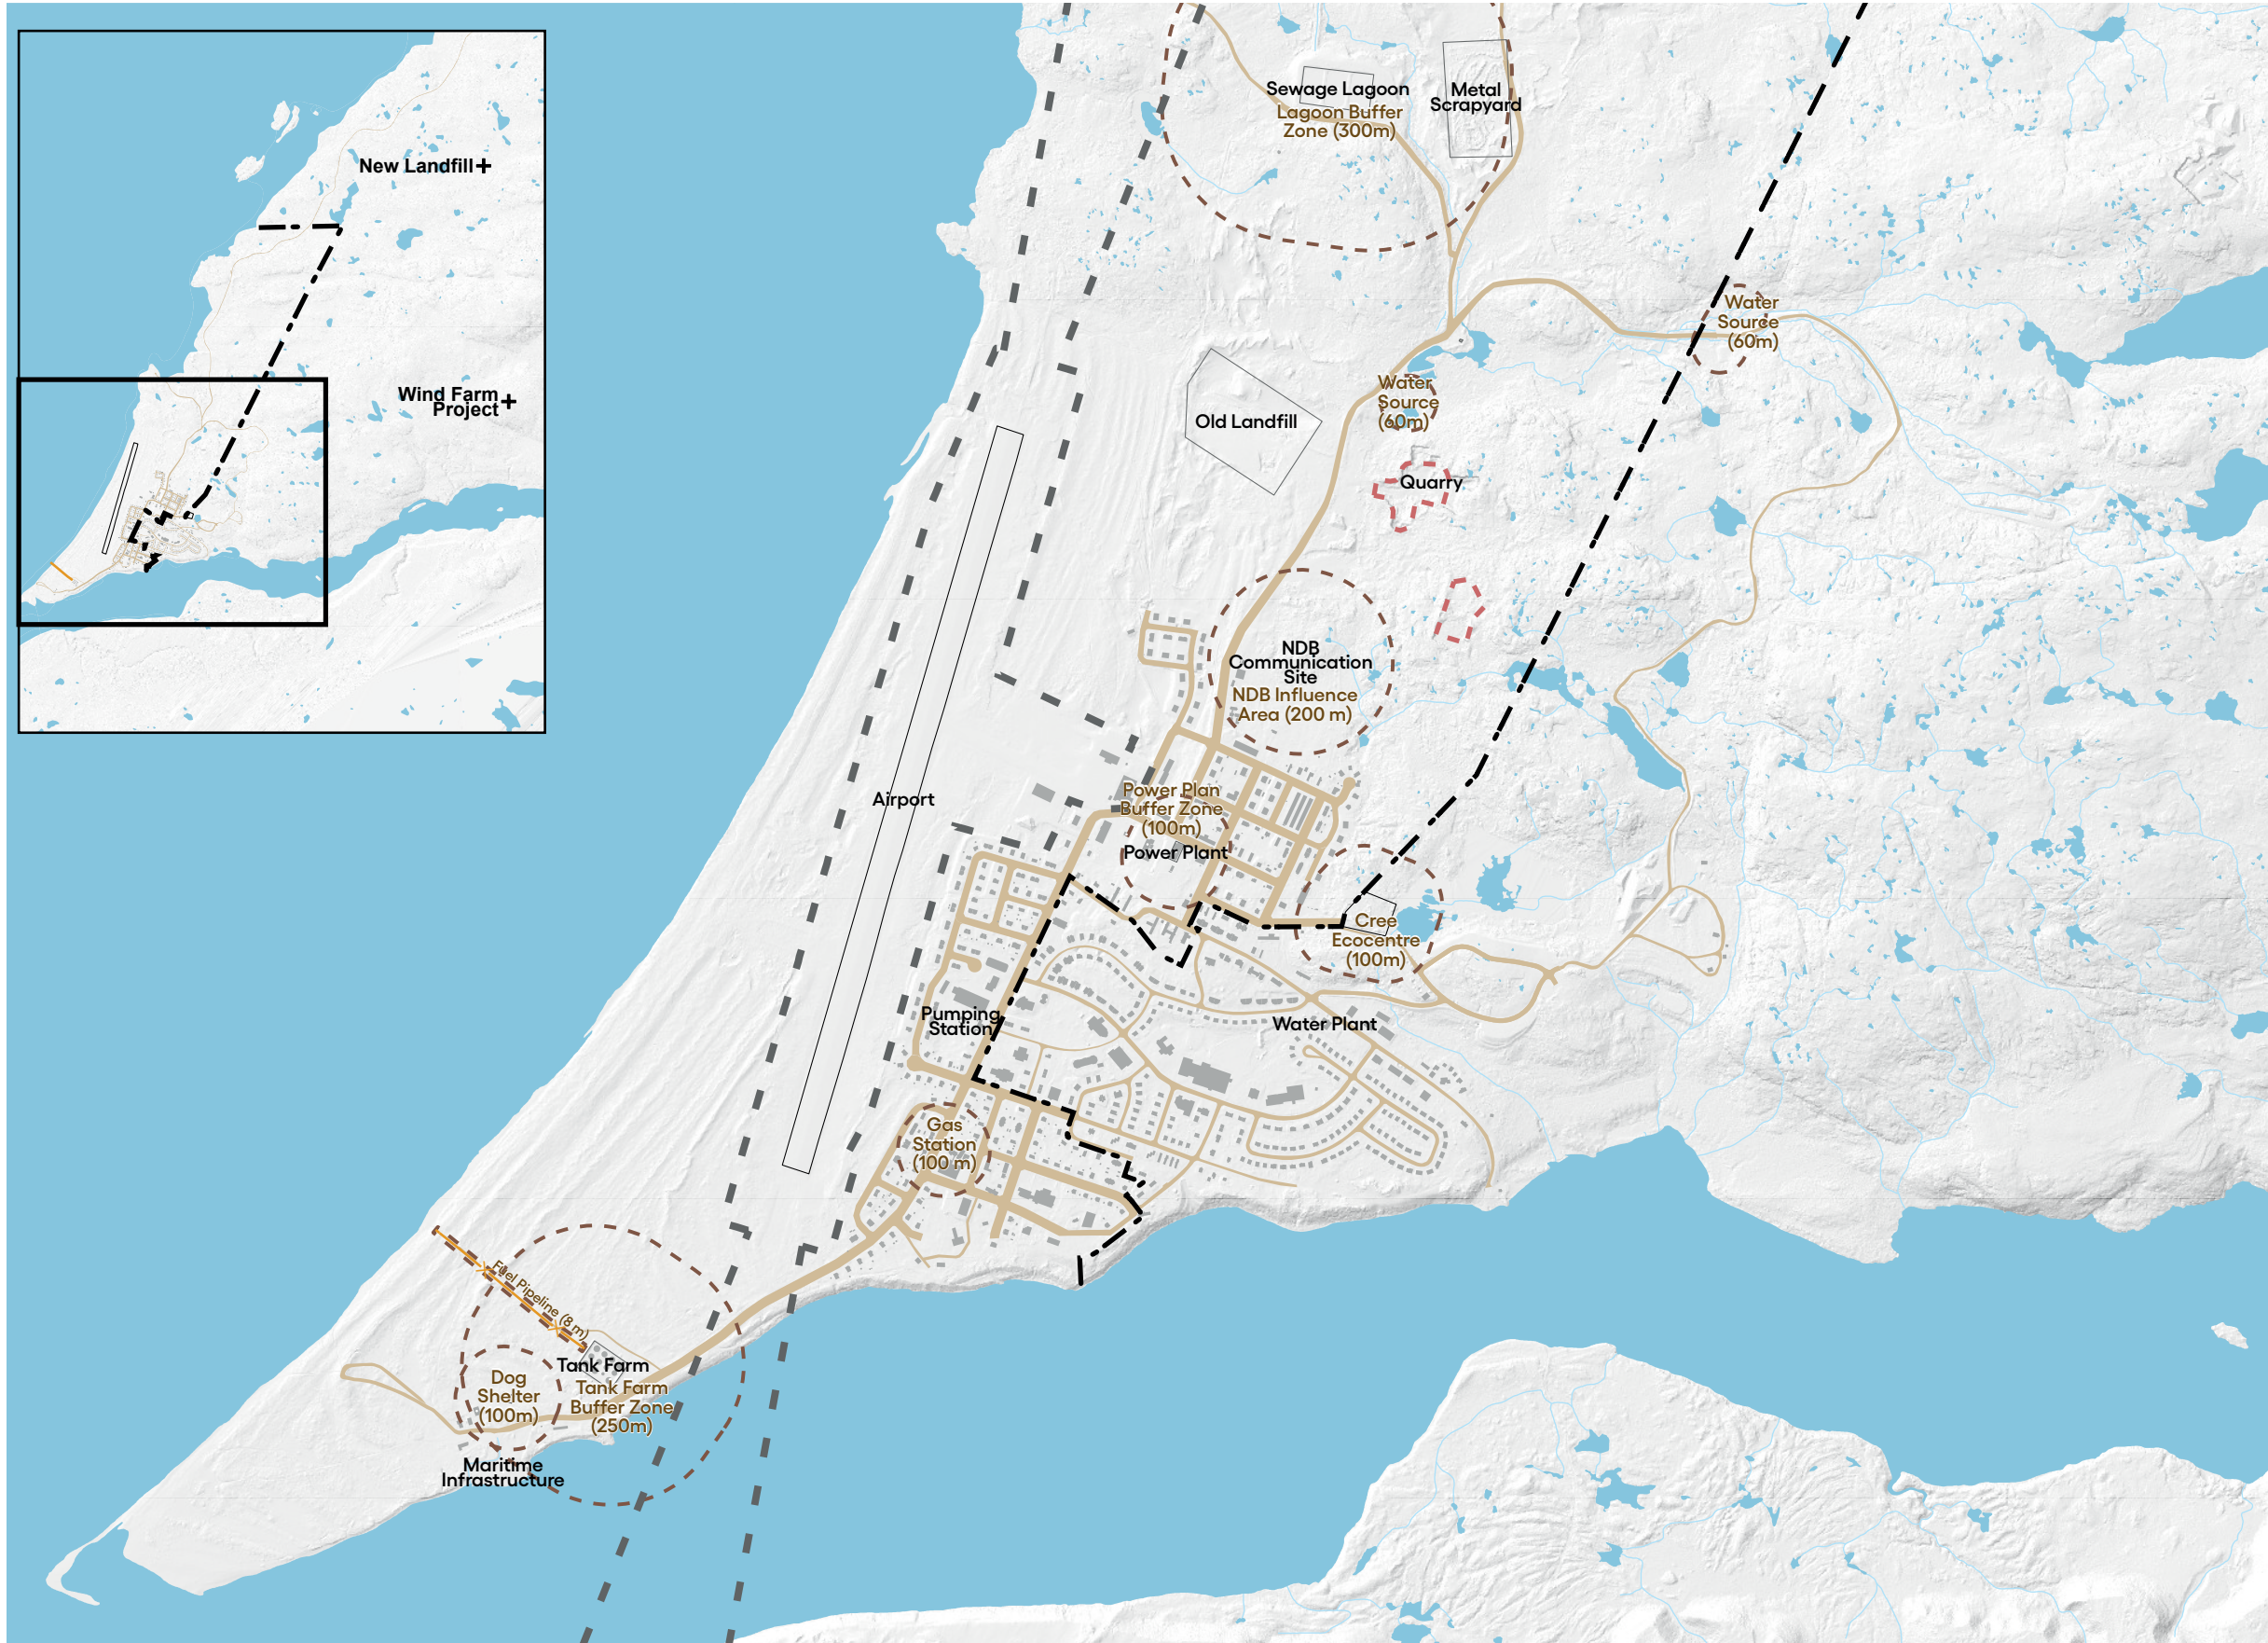 New Landfill
Wind Farm
Project
Sewage Lagoon
Lagoon Buffer
Zone (300m)
Metal
Scrapyard
Water
Source
(60m)
Water
Source
(60m)
Old Landfill
Quarry
NDB
Communication
Site
NDB Influence
Area (200 m)
Airport
Power Plan
Buffer Zone
(100m)
Power Plant
Cree
Ecocentre
(100m)
Pumping
Station
Water Plant
Gas
Station
(100 m)
Fuel Pipeline (8 m)
Tank Farm
Tank Farm
Buffer Zone
(250m)
Dog
Shelter
(100m)
Maritime
Infrastructure